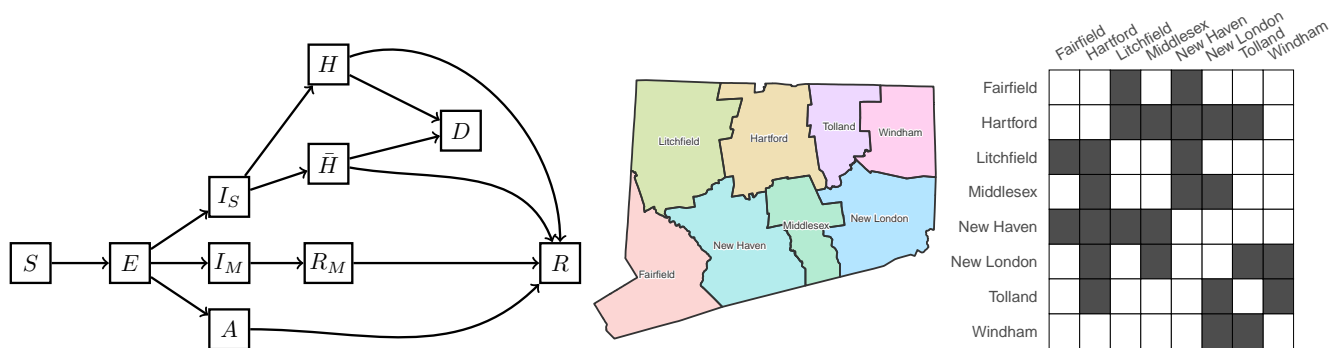 H
D
H̄
I_S
S
E
I_M
R_M
R
A
Litchfield
Hartford
Tolland
Windham
New Haven
Middlesex
New London
Fairfield
Fairfield
Hartford
Litchfield
Middlesex
New Haven
New London
Tolland
Windham
Fairfield
Hartford
Litchfield
Middlesex
New Haven
New London
Tolland
Windham